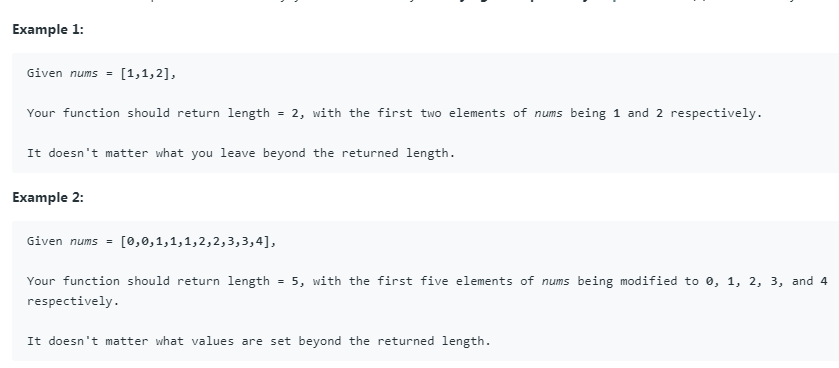 Example 1:
Given nums = [1,1,2],
Your function should return length = 2, with the first two elements of nums being 1 and 2 respectively.
It doesn't matter what you leave beyond the returned length.
Example 2:
Given nums = [0,0,1,1,1,2,2,3,3,4],
Your function should return length = 5, with the first five elements of nums being modified to 0, 1, 2, 3, and 4
respectively.
It doesn't matter what values are set beyond the returned length.